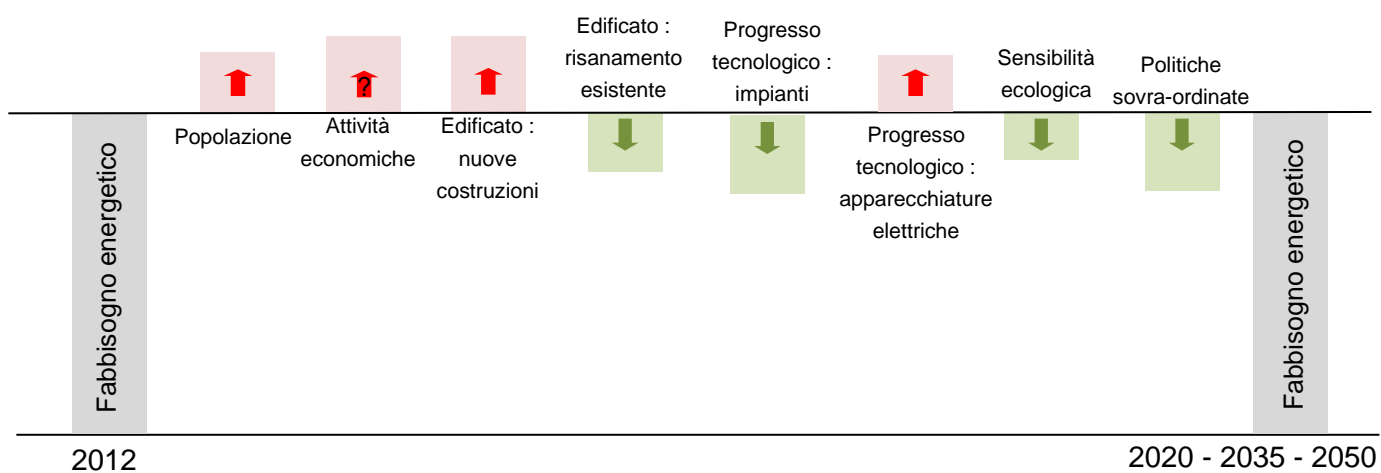 Fabbisogno energetico
2012
Popolazione
?
Attività
economiche
Edificato :
nuove
costruzioni
Edificato :
risanamento
esistente
Progresso
tecnologico :
impianti
Progresso
tecnologico :
apparecchiature
elettriche
Sensibilità
ecologica
Politiche
sovra-ordinate
Fabbisogno energetico
2020 - 2035 - 2050